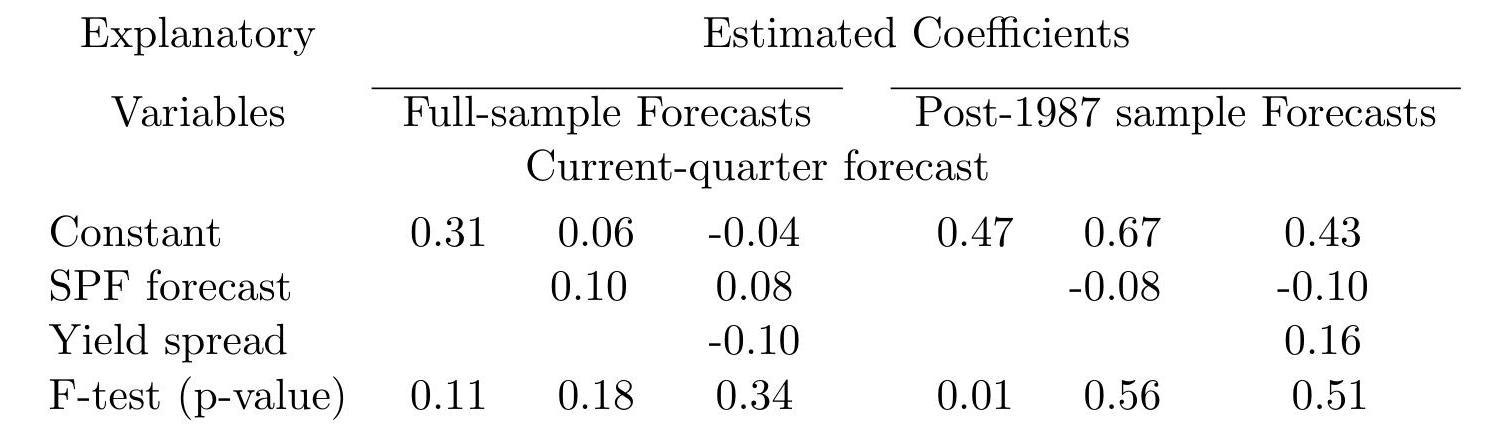 Explanatory Estimated Coefficients
Variables Full-sample Forecasts Post-1987 sample Forecasts
Current-quarter forecast
Constant 0.31 0.06 -0.04 0.47 0.67 0.43
SPF forecast 0.10 0.08 -0.08 -0.10
Yield spread -0.10 0.16
F-test (p-value) 0.11 0.18 0.34 0.01 0.56 0.51